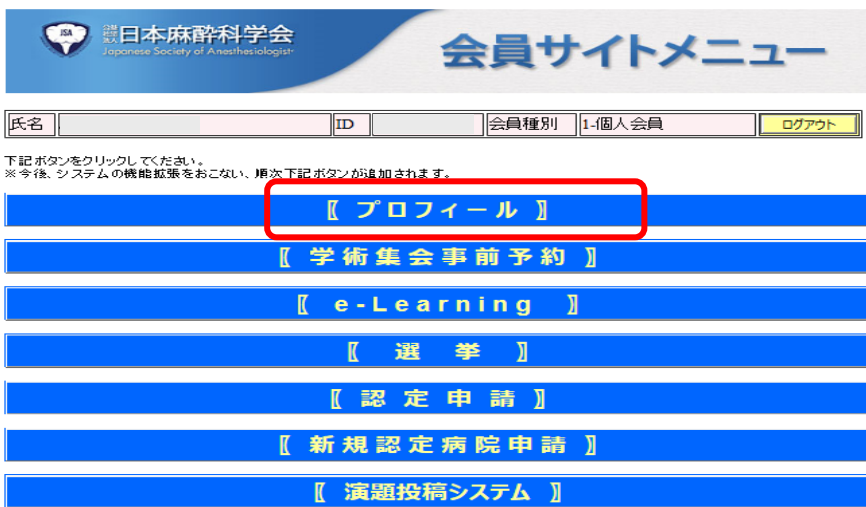 JSA 公益社団法人 日本麻酔科学会
Japanese Society of Anesthesiologist
会員サイトメニュー
氏名 ID 会員種別 1-個人会員 ログアウト
下記ボタンをクリックしてください。
※今後、システムの機能拡張をおこない、順次下記ボタンが追加されます。
〖 プロフィール 〗
〖 学術集会事前予約 〗
〖 e-Learning 〗
〖 選 挙 〗
〖 認 定 申 請 〗
〖 新規認定病院申請 〗
〖 演題投稿システム 〗